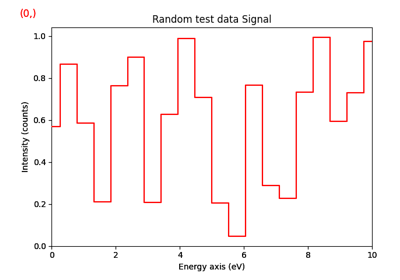 (0,)
Random test data Signal
1.0
0.8
0.6
0.4
0.2
0.0
Intensity (counts)
0 2 4 6 8 10
Energy axis (eV)